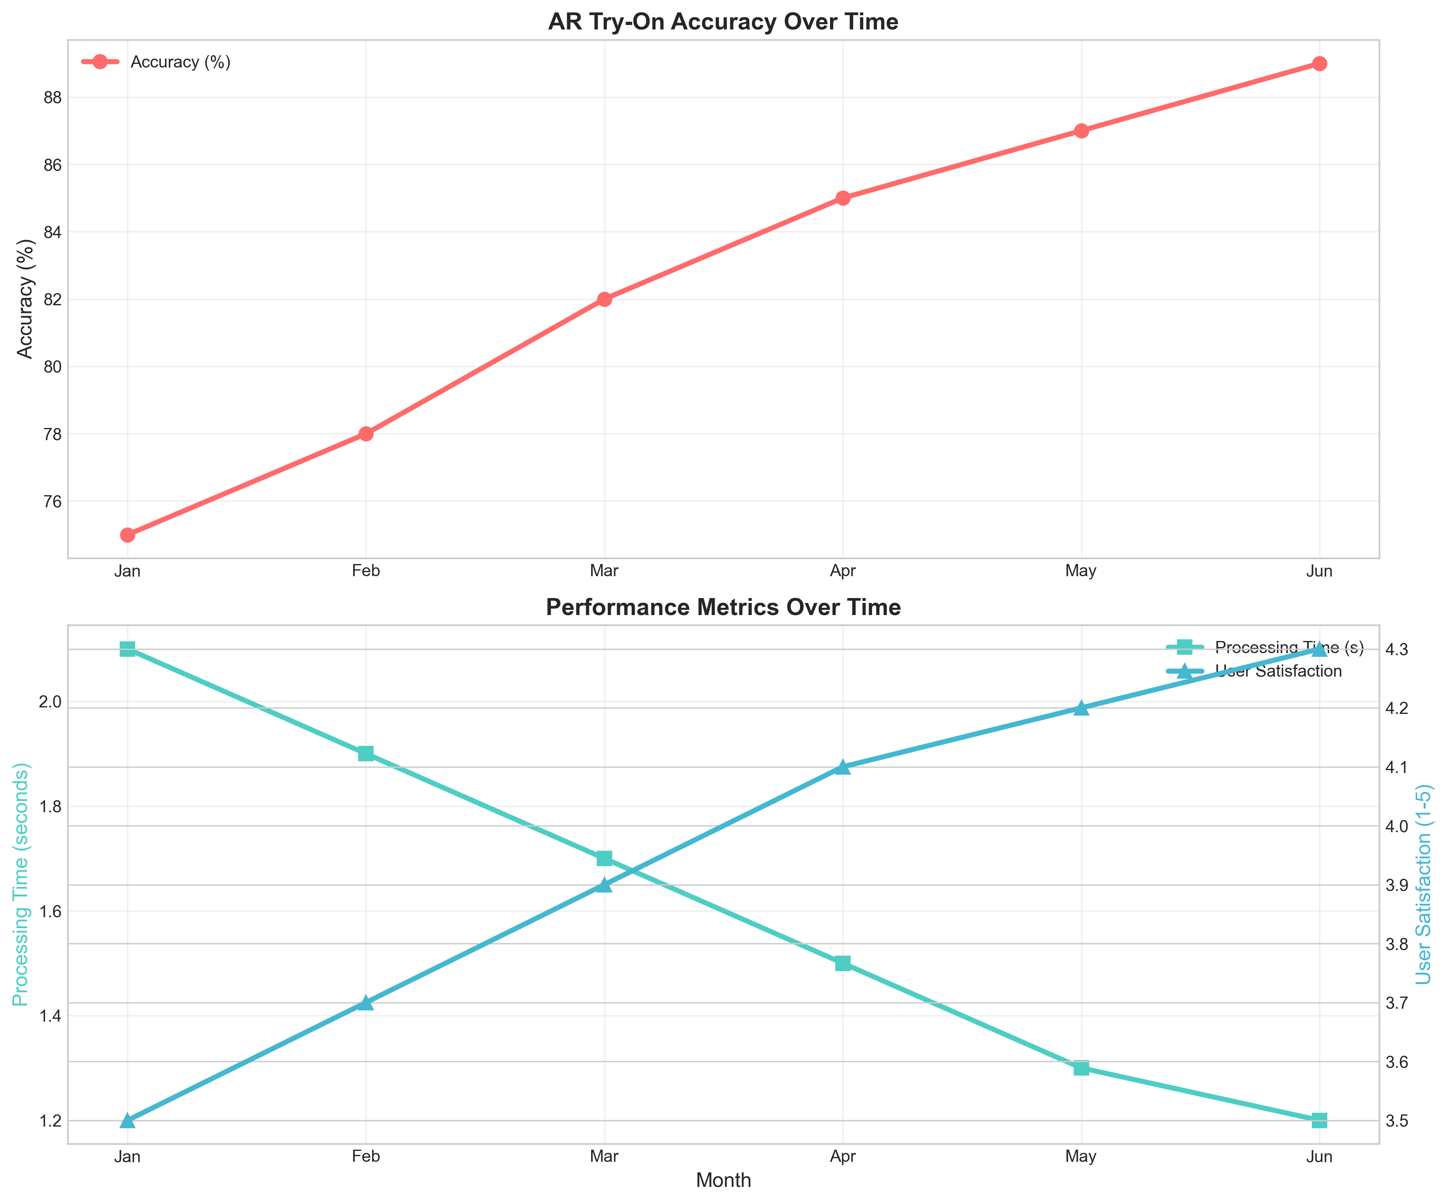 AR Try-On Accuracy Over Time
Accuracy (%)
88
86
84
82
80
78
76
Accuracy (%)
Jan Feb Mar Apr May Jun
Performance Metrics Over Time
Processing Time (s)
User Satisfaction
2.0
1.8
1.6
1.4
1.2
Processing Time (seconds)
4.3
4.2
4.1
4.0
3.9
3.8
3.7
3.6
3.5
User Satisfaction (1-5)
Jan Feb Mar Apr May Jun
Month